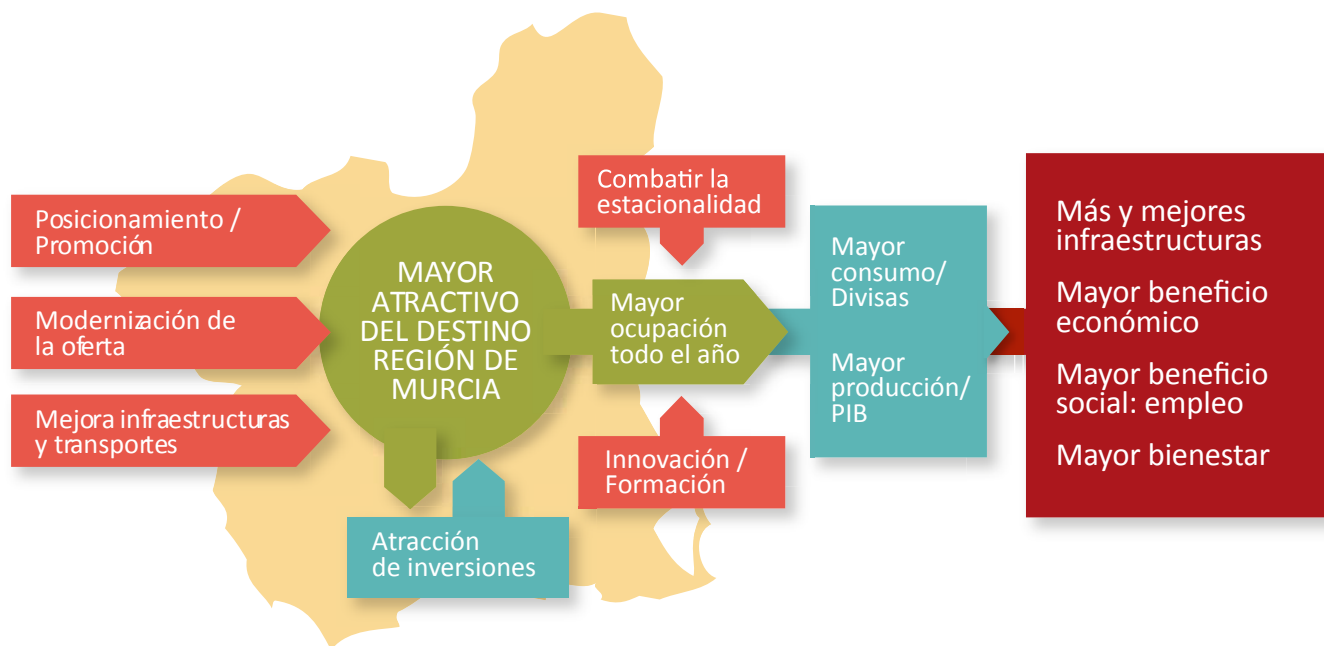 Posicionamiento /
Promoción
Modernización de
la oferta
Mejora infraestructuras
y transportes
MAYOR
ATRACTIVO
DEL DESTINO
REGIÓN DE
MURCIA
Atracción
de inversiones
Combatir la
estacionalidad
Mayor
ocupación
todo el año
Innovación /
Formación
Mayor
consumo/
Divisas
Mayor
producción/
PIB
Más y mejores
infraestructuras
Mayor beneficio
económico
Mayor beneficio
social: empleo
Mayor bienestar